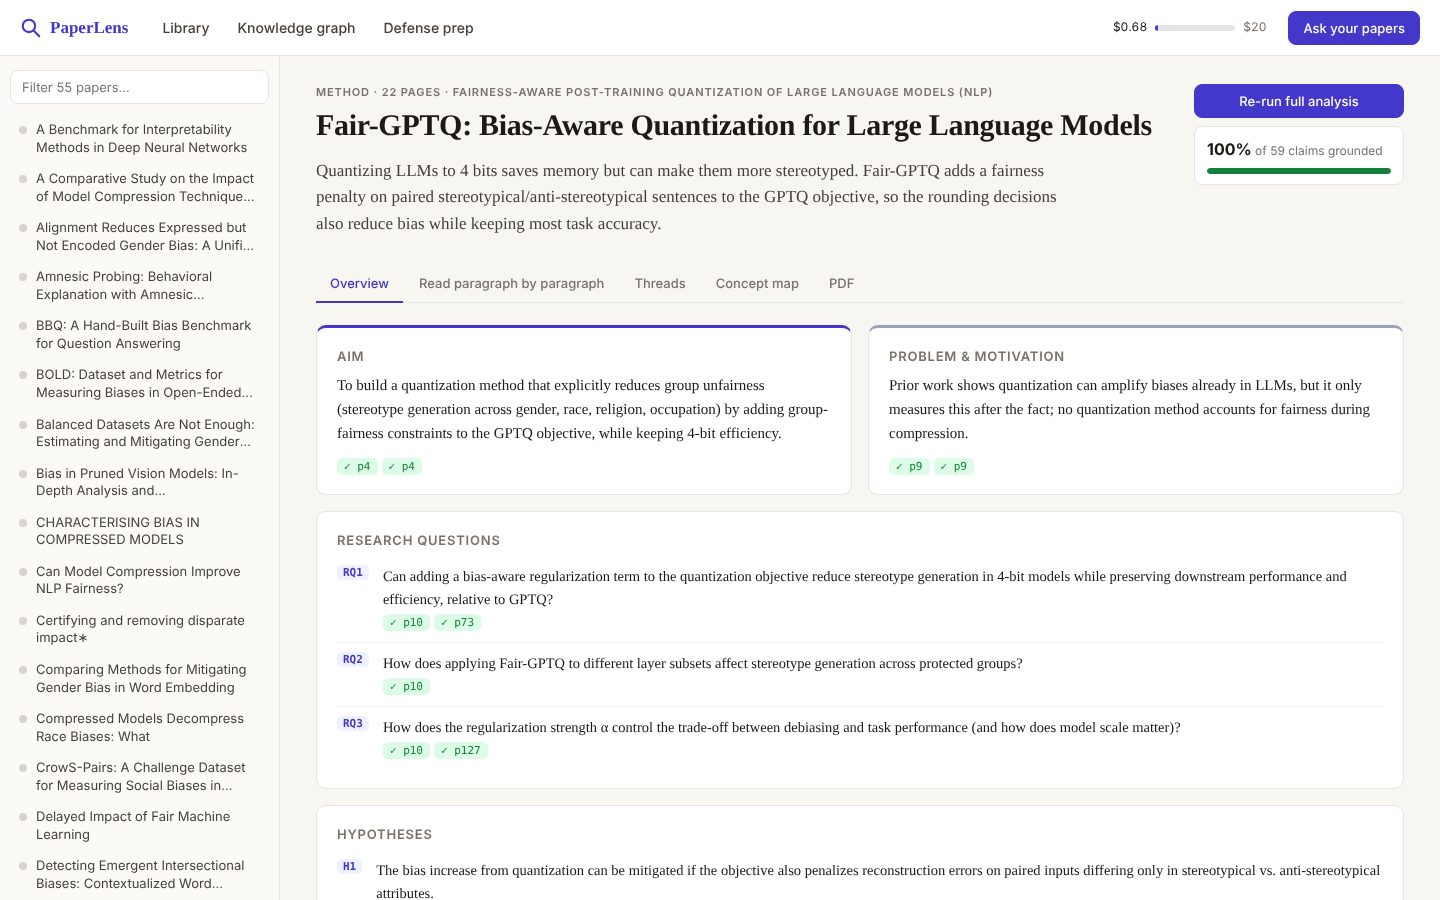 PaperLens
Library
Knowledge graph
Defense prep
$0.68
$20
Ask your papers
Filter 55 papers...
A Benchmark for Interpretability
Methods in Deep Neural Networks
A Comparative Study on the Impact
of Model Compression Technique...
Alignment Reduces Expressed but
Not Encoded Gender Bias: A Unifi...
Amnesic Probing: Behavioral
Explanation with Amnesic...
BBQ: A Hand-Built Bias Benchmark
for Question Answering
BOLD: Dataset and Metrics for
Measuring Biases in Open-Ended...
Balanced Datasets Are Not Enough:
Estimating and Mitigating Gender...
Bias in Pruned Vision Models: In-
Depth Analysis and...
CHARACTERISING BIAS IN
COMPRESSED MODELS
Can Model Compression Improve
NLP Fairness?
Certifying and removing disparate
impact∗
Comparing Methods for Mitigating
Gender Bias in Word Embedding
Compressed Models Decompress
Race Biases: What
CrowS-Pairs: A Challenge Dataset
for Measuring Social Biases in...
Delayed Impact of Fair Machine
Learning
Detecting Emergent Intersectional
Biases: Contextualized Word...
METHOD · 22 PAGES · FAIRNESS-AWARE POST-TRAINING QUANTIZATION OF LARGE LANGUAGE MODELS (NLP)
Fair-GPTQ: Bias-Aware Quantization for Large Language Models
Quantizing LLMs to 4 bits saves memory but can make them more stereotyped. Fair-GPTQ adds a fairness
penalty on paired stereotypical/anti-stereotypical sentences to the GPTQ objective, so the rounding decisions
also reduce bias while keeping most task accuracy.
Re-run full analysis
100% of 59 claims grounded
Overview
Read paragraph by paragraph
Threads
Concept map
PDF
AIM
To build a quantization method that explicitly reduces group unfairness
(stereotype generation across gender, race, religion, occupation) by adding group-
fairness constraints to the GPTQ objective, while keeping 4-bit efficiency.
✓ p4 ✓ p4
PROBLEM & MOTIVATION
Prior work shows quantization can amplify biases already in LLMs, but it only
measures this after the fact; no quantization method accounts for fairness during
compression.
✓ p9 ✓ p9
RESEARCH QUESTIONS
RQ1
Can adding a bias-aware regularization term to the quantization objective reduce stereotype generation in 4-bit models while preserving downstream performance and
efficiency, relative to GPTQ?
✓ p10 ✓ p73
RQ2
How does applying Fair-GPTQ to different layer subsets affect stereotype generation across protected groups?
✓ p10
RQ3
How does the regularization strength α control the trade-off between debiasing and task performance (and how does model scale matter)?
✓ p10 ✓ p127
HYPOTHESES
H1
The bias increase from quantization can be mitigated if the objective also penalizes reconstruction errors on paired inputs differing only in stereotypical vs. anti-stereotypical
attributes.